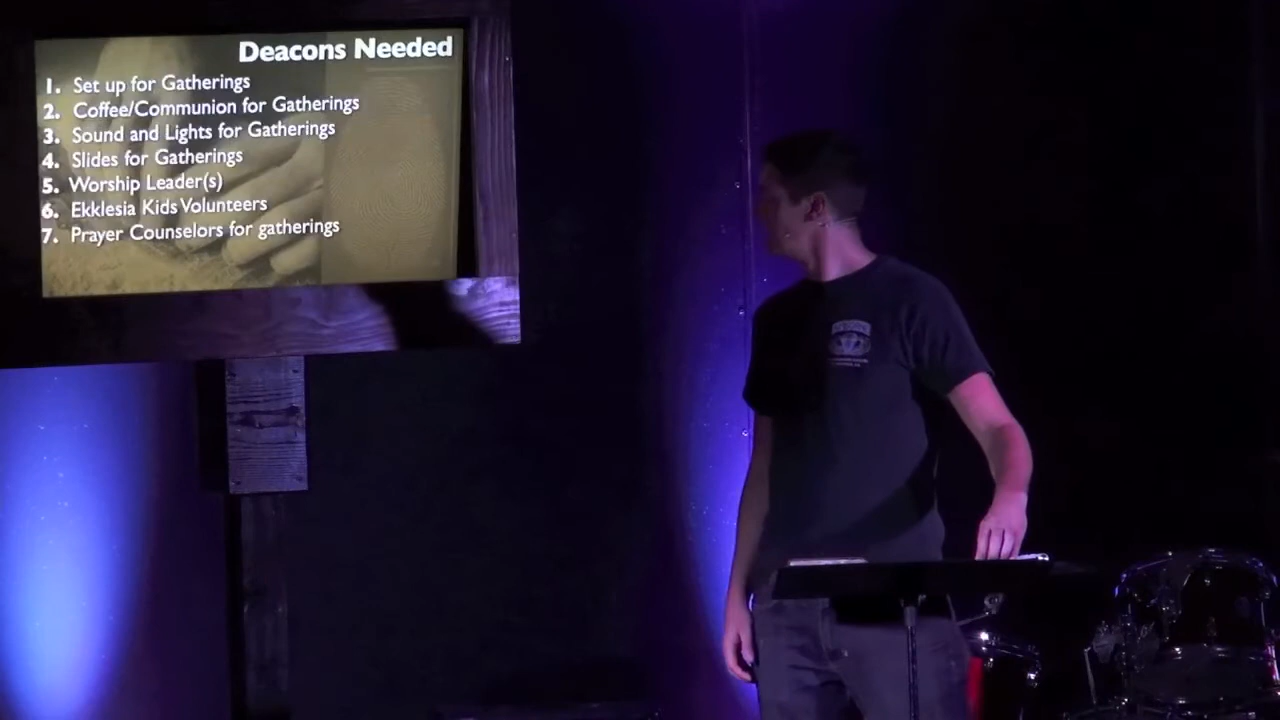 Deacons Needed
1. Set up for Gatherings
2. Coffee/Communion for Gatherings
3. Sound and Lights for Gatherings
4. Slides for Gatherings
5. Worship Leader(s)
6. Ekklesia Kids Volunteers
7. Prayer Counselors for gatherings